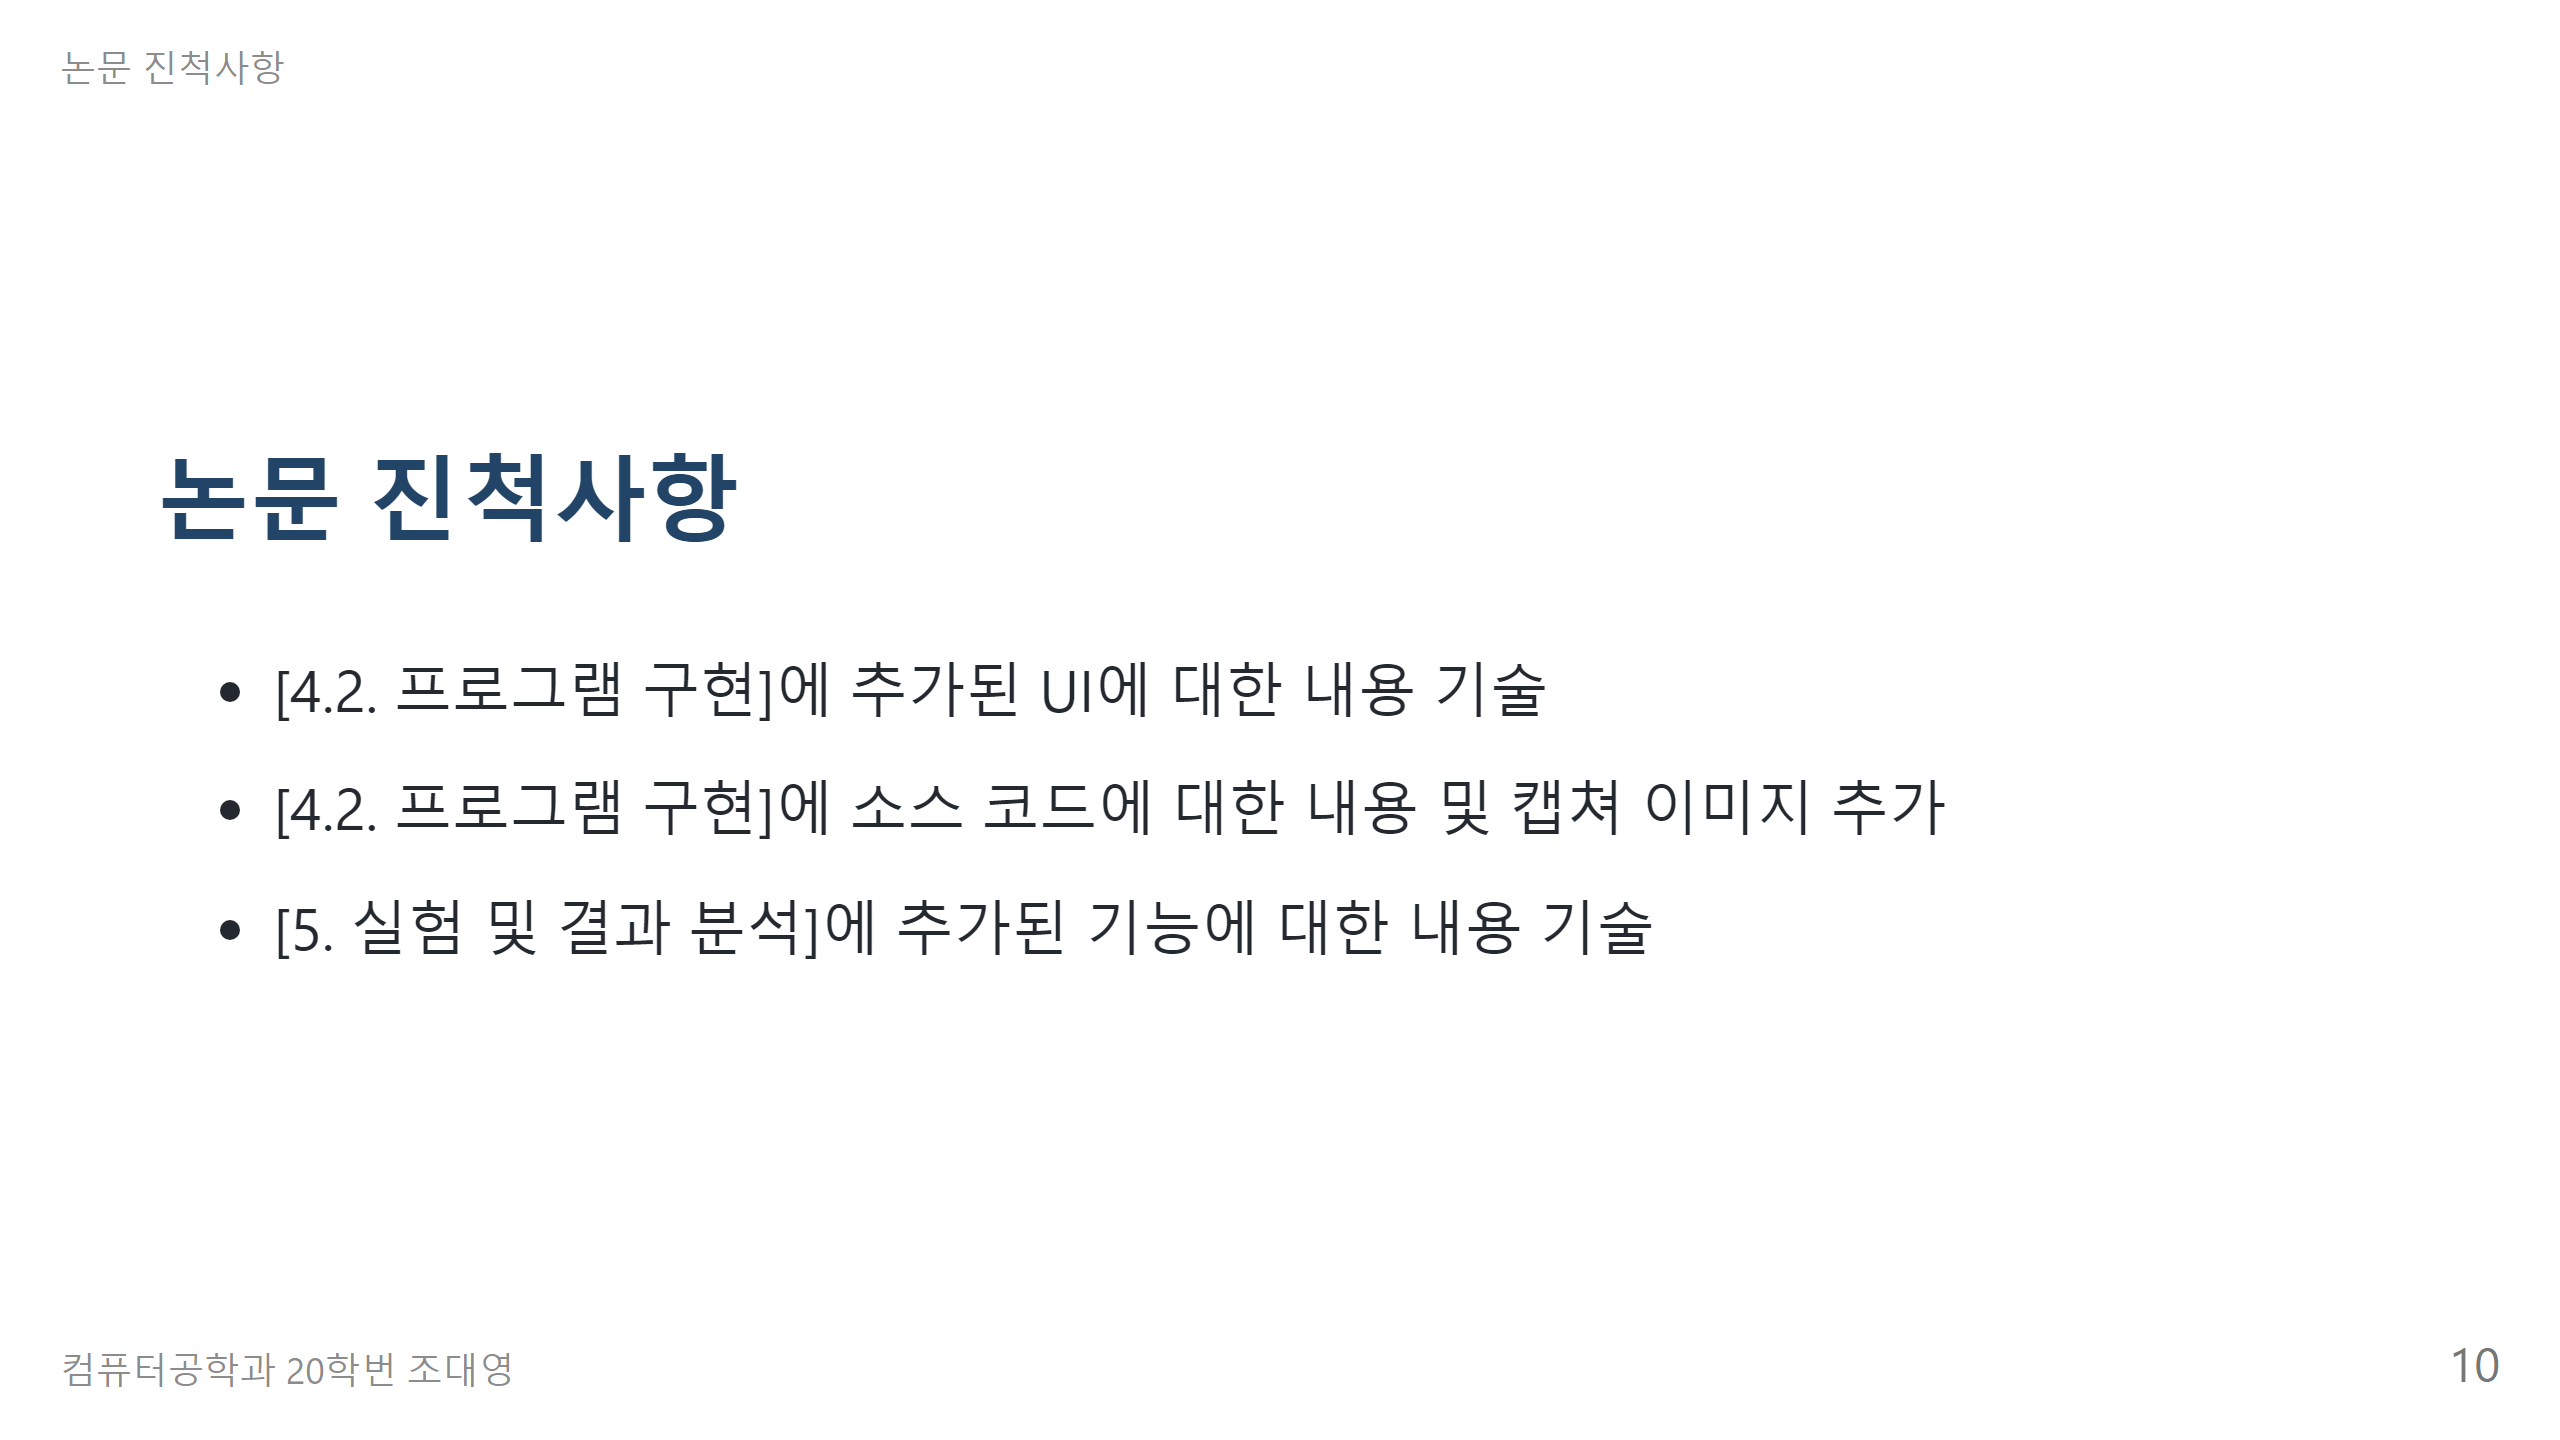 논문 진척사항
논문 진척사항
• [4.2. 프로그램 구현]에 추가된 UI에 대한 내용 기술
• [4.2. 프로그램 구현]에 소스 코드에 대한 내용 및 캡쳐 이미지 추가
• [5. 실험 및 결과 분석]에 추가된 기능에 대한 내용 기술
컴퓨터공학과 20학번 조대영
10